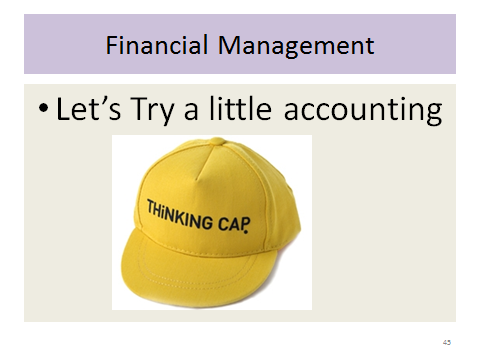 Financial Management
• Let's Try a little accounting
THiNKING CAP.
45